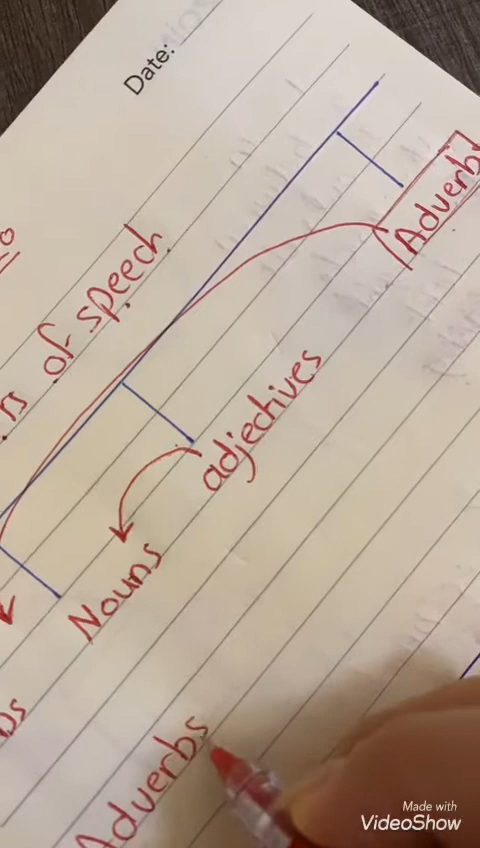 Date:
of speech
Adverb
adjectives
Nouns
Adverbs
Made with
VideoShow